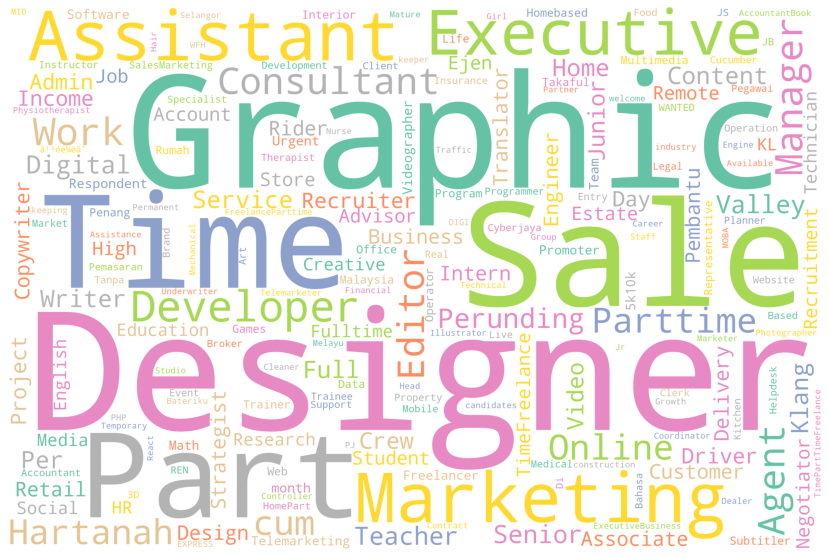 MID
Software
Selangor
Hair
WFH
Interior
Mature
Girl
Homebased
Food
JS
AccountantBook
Assistant
Executive
Instructor
SalesMarketing
Development
Client
keeper
Life
Multimedia
Cucumber
JB
Manager
Admin
Job
Consultant
Ejen
Home
Content
Income
Specialist
Insurance
Takaful
Partner
Remote
WANTED
Pegawai
Physiotherapist
Account
Graphic
Videographer
Translator
Junior
welcome
Operation
Technician
Work
Rider
Nurse
Urgent
Traffic
Engineer
industry
Engine
KL
Rumah
Therapist
Team
Legal
Available
Digital
Store
Program
Programmer
Entry
Day
Respondent
Service
Recruiter
Valley
Copywriter
keeping
Penang
Permanent
FreelancePartime
Advisor
DIGI
Estate
Career
Planner
Market
Brand
Time
Business
Real
Cyberjaya
Group
Staff
Pembantu
Representative
MOBA
High
Assistance
Mechanical
Art
Office
Creative
Promoter
Sale
Website
Recruitment
Pemasaran
Tanpa
Malaysia
Intern
Technical
5k10k
Based
Writer
Underwriter
Telemarketer
Financial
Operator
Developer
Editor
Perunding
Parttime
Photographer
Project
Education
Games
Fulltime
Illustrator
Live
Jr
Marketer
English
Broker
Melayu
Designer
Studio
Cleaner
Full
Data
Head
candidates
Property
Mobile
Video
Delivery
Clerk
Growth
Helpdesk
Klang
Event
Bateriku
Trainer
Trainee
Support
PHP
Temporary
React
Strategist
TimeFreelance
Coordinator
Kitchen
Negotiator
TimePartTimeFreelance
Media
Accountant
Per
Math
Research
PJ
Crew
Online
Driver
Agent
Retail
REN
Part
Web
Student
Medical
construction
Customer
Social
HR
3D
month
HomePart
Controller
Freelancer
Marketing
Di
Bahasa
Dealer
Hartanah
EXPRESS
Design
cum
Telemarketing
Teacher
Contract
Senior
ExecutiveBusiness
Associate
Subtitler